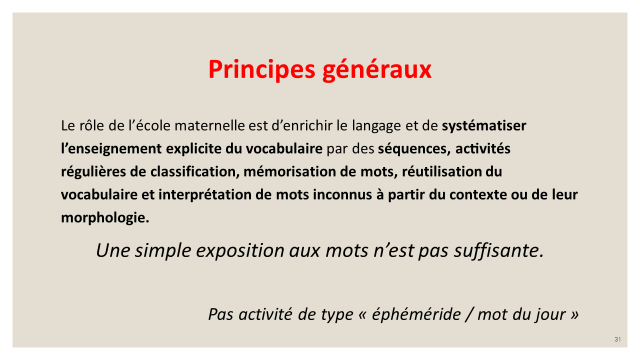 Principes généraux
Le rôle de l’école maternelle est d’enrichir le langage et de systématiser
l’enseignement explicite du vocabulaire par des séquences, activités
régulières de classification, mémorisation de mots, réutilisation du
vocabulaire et interprétation de mots inconnus à partir du contexte ou de leur
morphologie.
Une simple exposition aux mots n’est pas suffisante.
Pas activité de type « éphéméride / mot du jour »
31